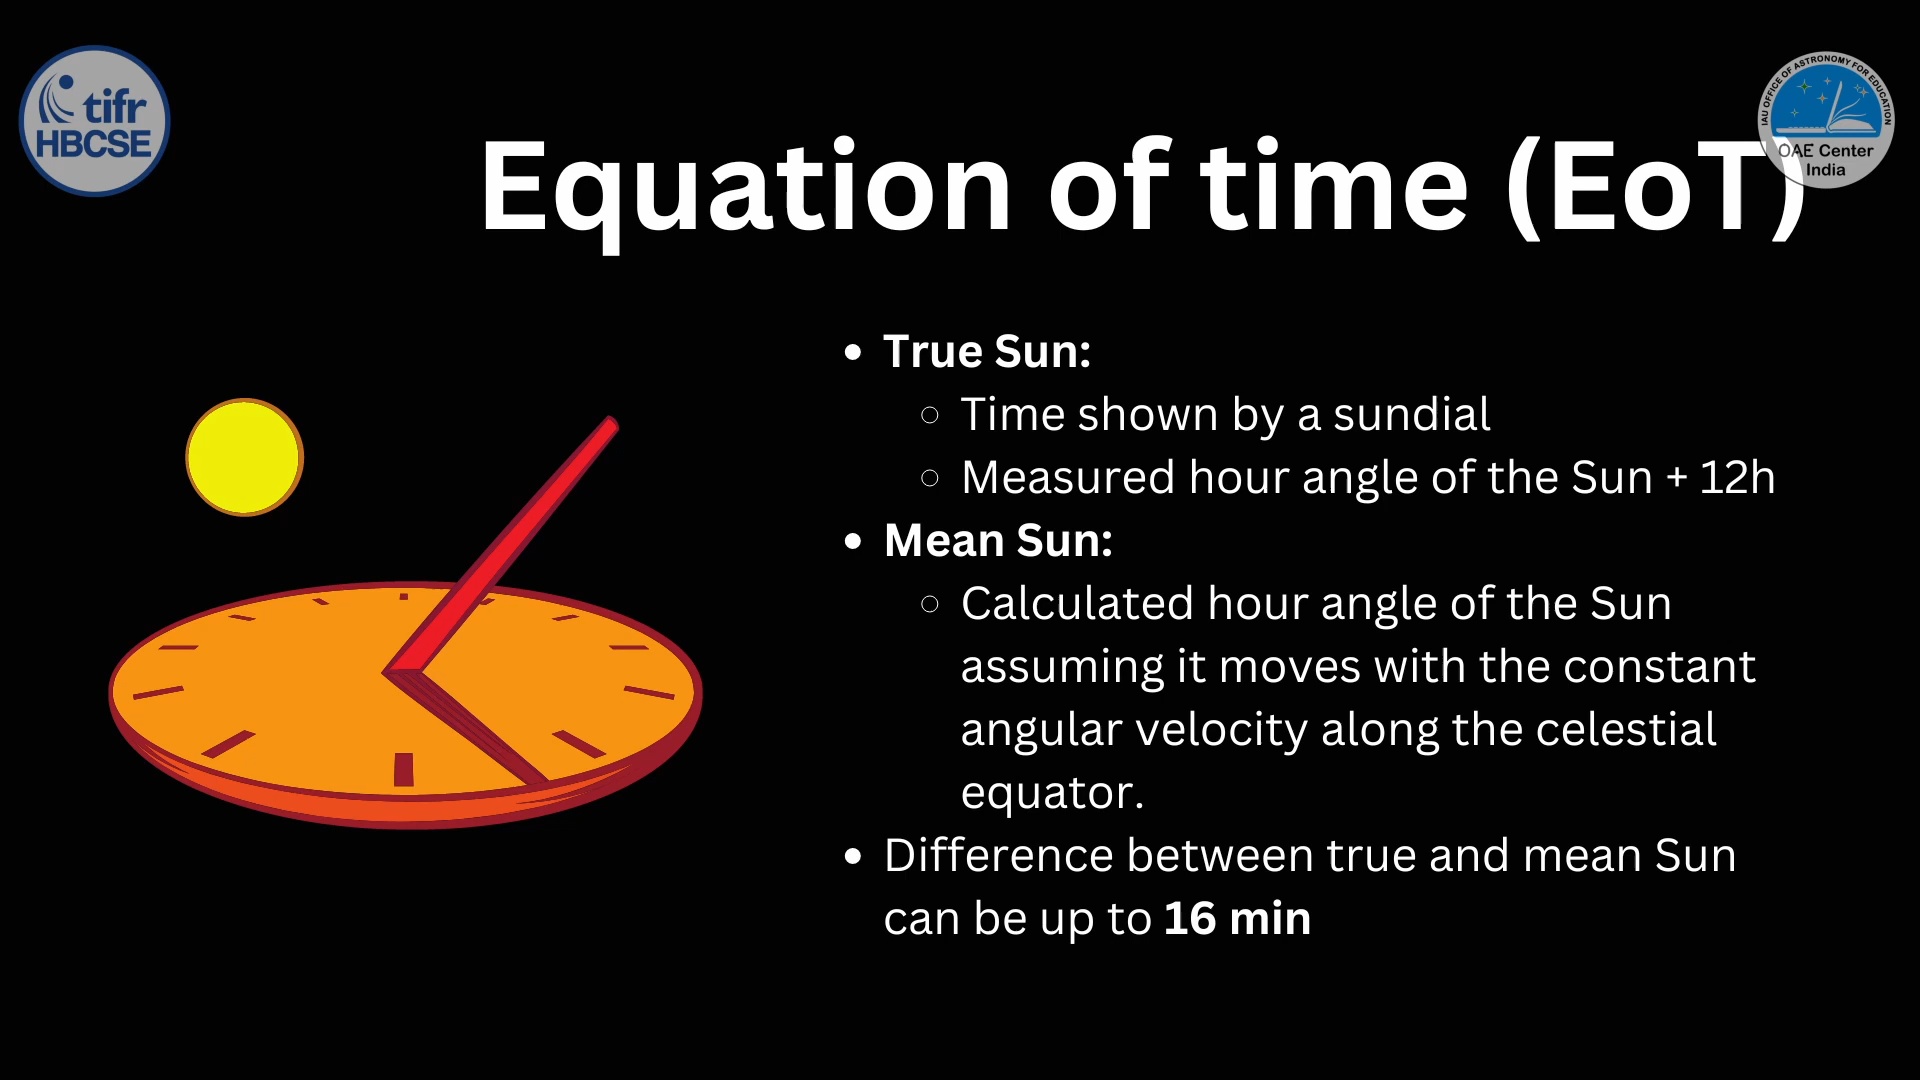 tifr
HBCSE
IAU OFFICE OF ASTRONOMY FOR EDUCATION
OAE Center
India
Equation of time (EoT)
• True Sun:
○ Time shown by a sundial
○ Measured hour angle of the Sun + 12h
• Mean Sun:
○ Calculated hour angle of the Sun
assuming it moves with the constant
angular velocity along the celestial
equator.
• Difference between true and mean Sun
can be up to 16 min